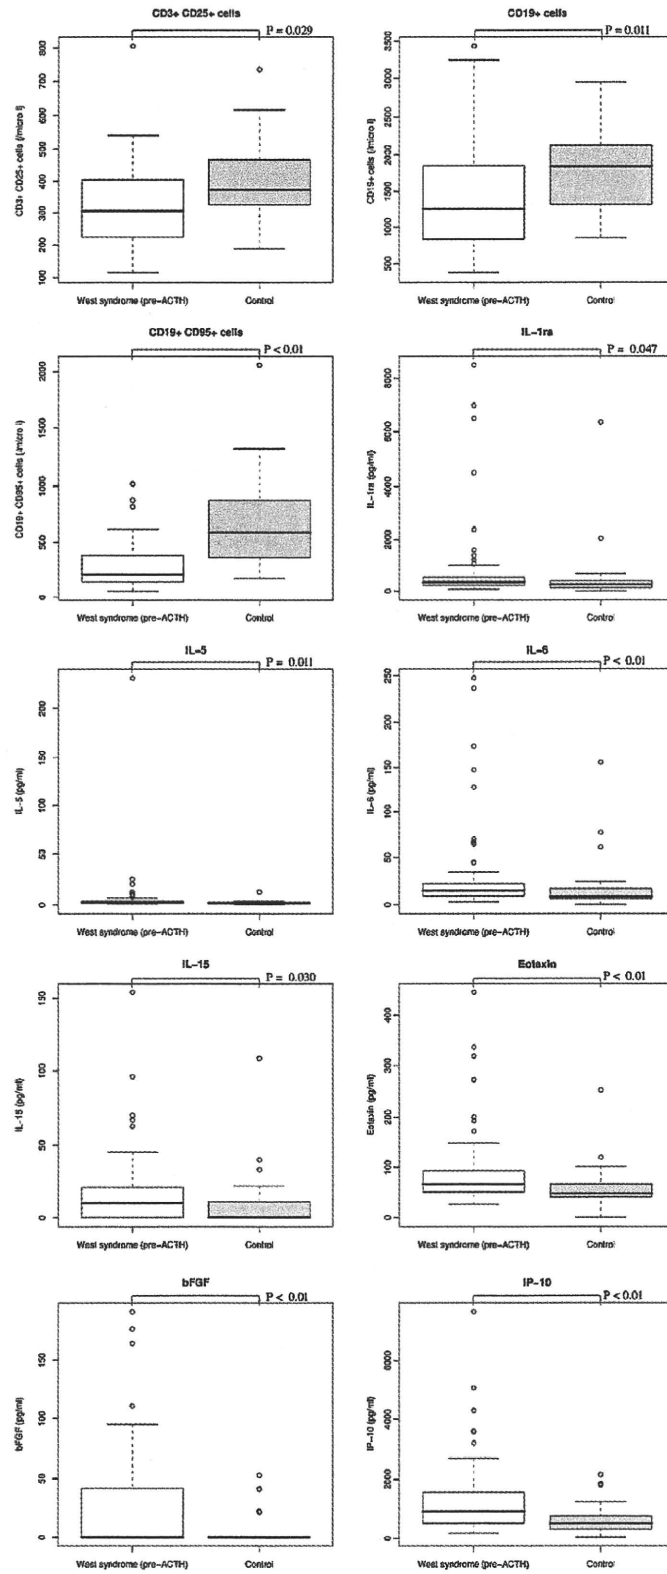 CD3+ CD25+ cells
P = 0.029
CD3+ CD25+ cells (/micro l)
800
700
600
500
400
300
200
100
West syndrome (pre-ACTH)
Control
CD19+ cells
P = 0.011
CD19+ cells (/micro l)
3500
3000
2500
2000
1500
1000
500
West syndrome (pre-ACTH)
Control
CD19+ CD95+ cells
P < 0.01
CD19+ CD95+ cells (/micro l)
2000
1500
1000
500
0
West syndrome (pre-ACTH)
Control
IL-1ra
P = 0.047
IL-1ra (pg/ml)
8000
6000
4000
2000
0
West syndrome (pre-ACTH)
Control
IL-5
P = 0.011
IL-5 (pg/ml)
200
150
100
50
0
West syndrome (pre-ACTH)
Control
IL-6
P < 0.01
IL-6 (pg/ml)
250
200
150
100
50
0
West syndrome (pre-ACTH)
Control
IL-15
P = 0.030
IL-15 (pg/ml)
150
100
50
0
West syndrome (pre-ACTH)
Control
Eotaxin
P < 0.01
Eotaxin (pg/ml)
400
300
200
100
0
West syndrome (pre-ACTH)
Control
bFGF
P < 0.01
bFGF (pg/ml)
150
100
50
0
West syndrome (pre-ACTH)
Control
IP-10
P < 0.01
IP-10 (pg/ml)
6000
4000
2000
0
West syndrome (pre-ACTH)
Control